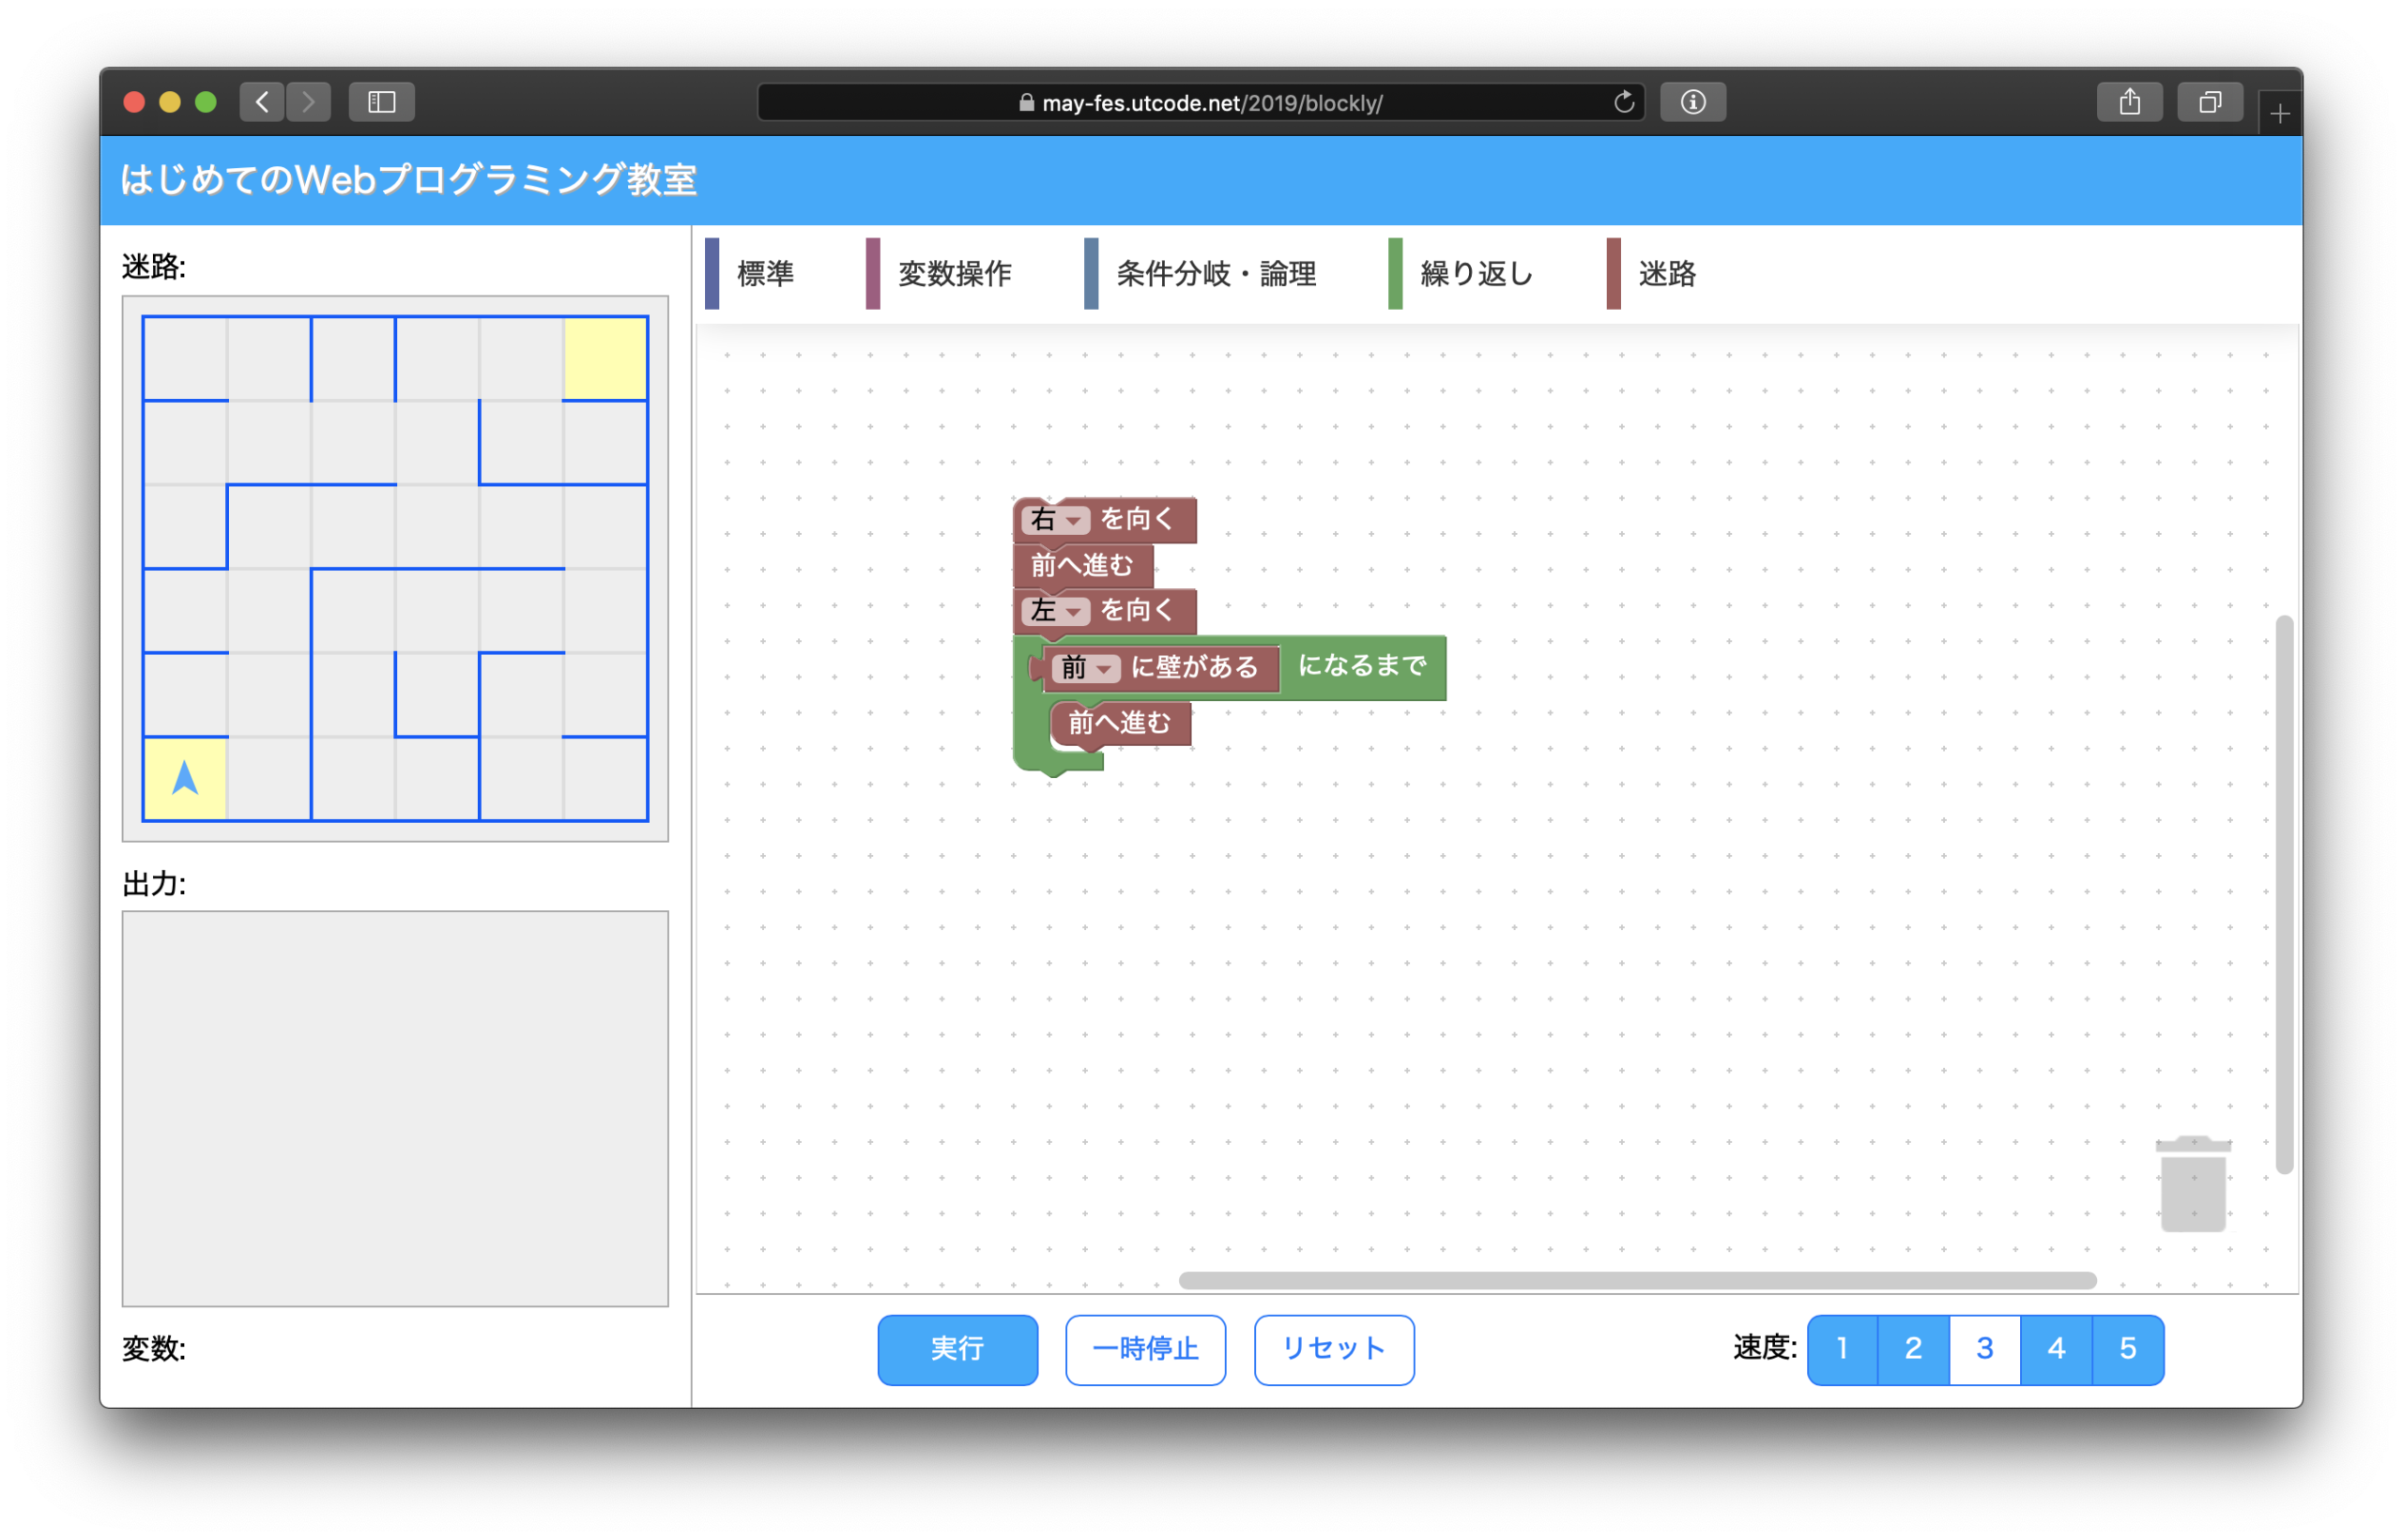 may-fes.utcode.net/2019/blockly/
はじめてのWebプログラミング教室
迷路:
標準 変数操作 条件分岐・論理 繰り返し 迷路
右 を向く
前へ進む
左 を向く
前 に壁がある になるまで
前へ進む
出力:
変数:
実行 一時停止 リセット 速度: 1 2 3 4 5